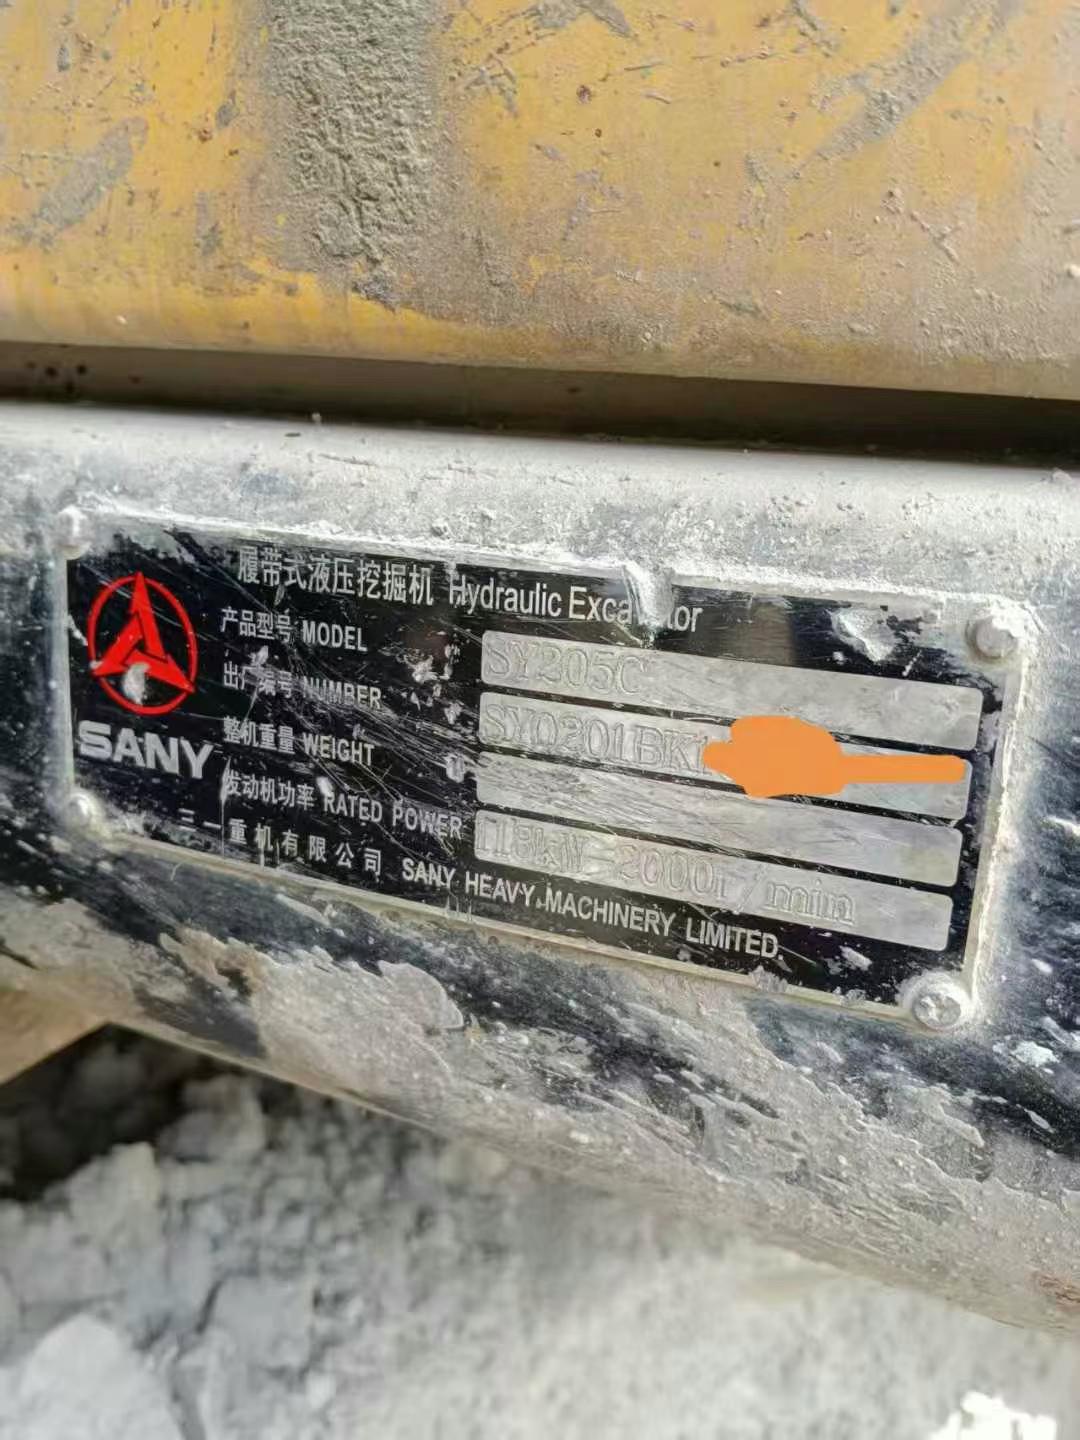 履带式液压挖掘机 Hydraulic Excavator
产品型号 MODEL SY205C
出厂编号 NUMBER SY0201BK
整机重量 WEIGHT
发动机功率 RATED POWER 118kW-2000r/min
三一重机有限公司 SANY HEAVY MACHINERY LIMITED.
SANY